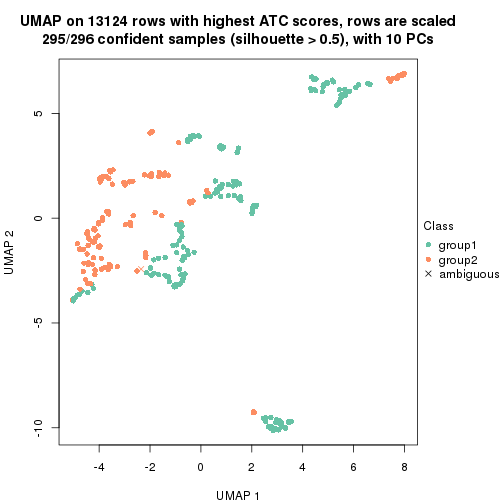 UMAP on 13124 rows with highest ATC scores, rows are scaled
295/296 confident samples (silhouette > 0.5), with 10 PCs
5
0
-5
-10
UMAP 2
-4
-2
0
2
4
6
8
UMAP 1
Class
group1
group2
ambiguous